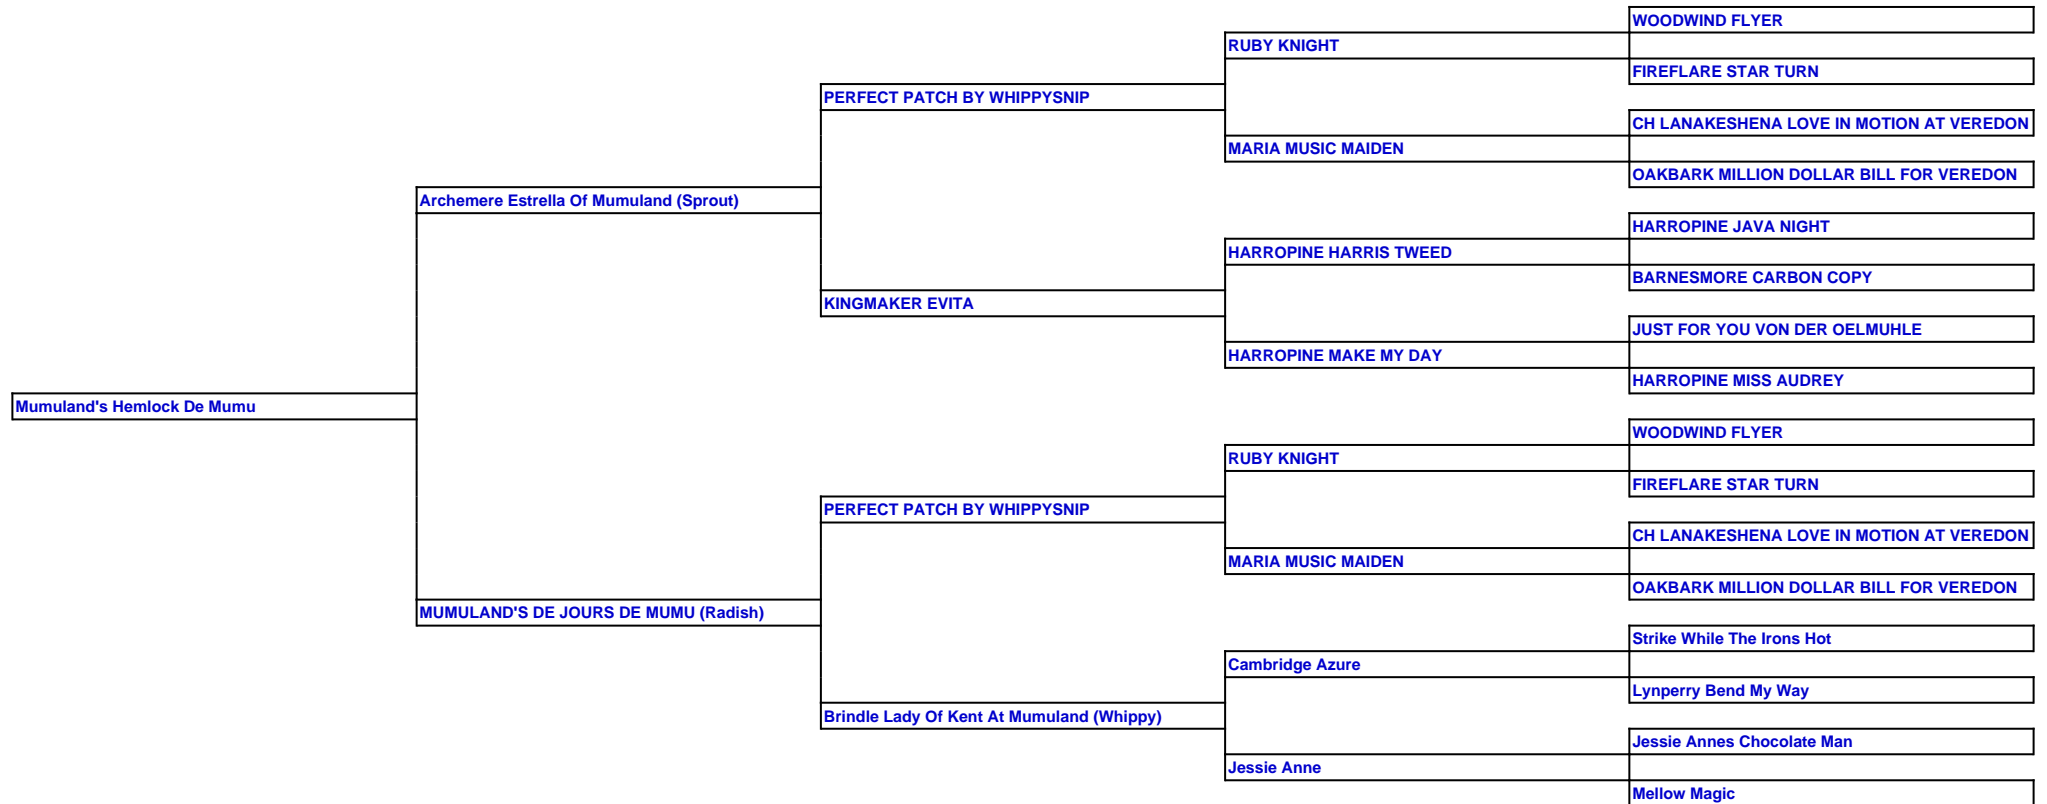 WOODWIND FLYER
RUBY KNIGHT
FIREFLARE STAR TURN
PERFECT PATCH BY WHIPPYSNIP
CH LANAKESHENA LOVE IN MOTION AT VEREDON
MARIA MUSIC MAIDEN
OAKBARK MILLION DOLLAR BILL FOR VEREDON
Archemere Estrella Of Mumuland (Sprout)
HARROPINE JAVA NIGHT
HARROPINE HARRIS TWEED
BARNESMORE CARBON COPY
KINGMAKER EVITA
JUST FOR YOU VON DER OELMUHLE
HARROPINE MAKE MY DAY
HARROPINE MISS AUDREY
Mumuland's Hemlock De Mumu
WOODWIND FLYER
RUBY KNIGHT
FIREFLARE STAR TURN
PERFECT PATCH BY WHIPPYSNIP
CH LANAKESHENA LOVE IN MOTION AT VEREDON
MARIA MUSIC MAIDEN
OAKBARK MILLION DOLLAR BILL FOR VEREDON
MUMULAND'S DE JOURS DE MUMU (Radish)
Strike While The Irons Hot
Cambridge Azure
Lynperry Bend My Way
Brindle Lady Of Kent At Mumuland (Whippy)
Jessie Annes Chocolate Man
Jessie Anne
Mellow Magic